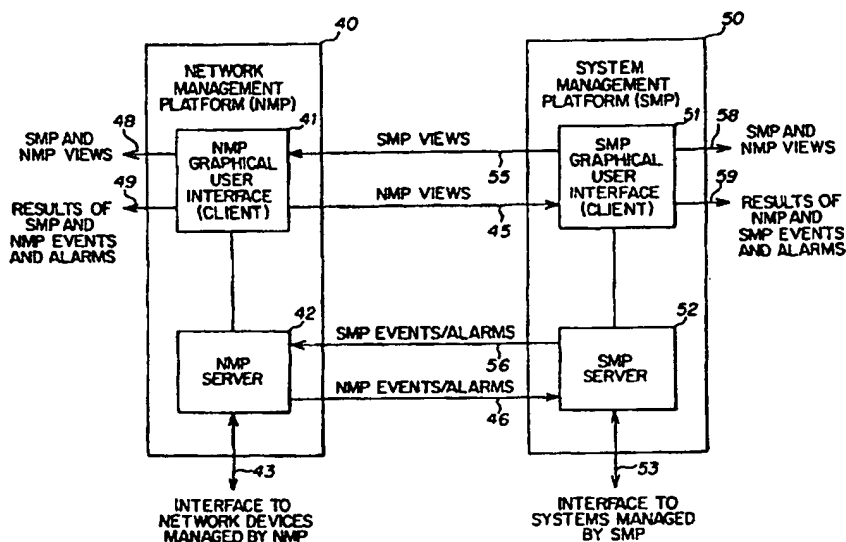 40
50
NETWORK
MANAGEMENT
PLATFORM (NMP)
SYSTEM
MANAGEMENT
PLATFORM (SMP)
48
41
51
58
SMP AND
NMP VIEWS
NMP
GRAPHICAL
USER
INTERFACE
(CLIENT)
SMP VIEWS
55
SMP
GRAPHICAL
USER
INTERFACE
(CLIENT)
SMP AND
NMP VIEWS
49
59
RESULTS OF
SMP AND
NMP EVENTS
AND ALARMS
NMP VIEWS
45
RESULTS OF
NMP AND
SMP EVENTS
AND ALARMS
42
52
NMP
SERVER
SMP EVENTS/ALARMS
56
NMP EVENTS/ALARMS
46
SMP
SERVER
43
53
INTERFACE TO
NETWORK DEVICES
MANAGED BY NMP
INTERFACE TO
SYSTEMS MANAGED
BY SMP